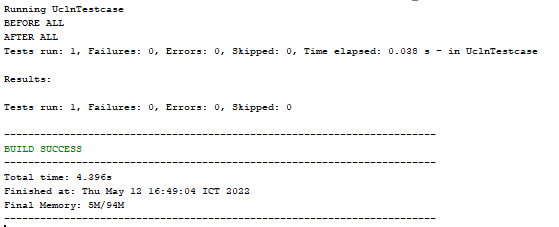 Running UclnTestcase
BEFORE ALL
AFTER ALL
Tests run: 1, Failures: 0, Errors: 0, Skipped: 0, Time elapsed: 0.038 s - in UclnTestcase
Results:
Tests run: 1, Failures: 0, Errors: 0, Skipped: 0
------------------------------------------------------------------------
BUILD SUCCESS
------------------------------------------------------------------------
Total time: 4.396s
Finished at: Thu May 12 16:49:04 ICT 2022
Final Memory: 5M/94M
------------------------------------------------------------------------